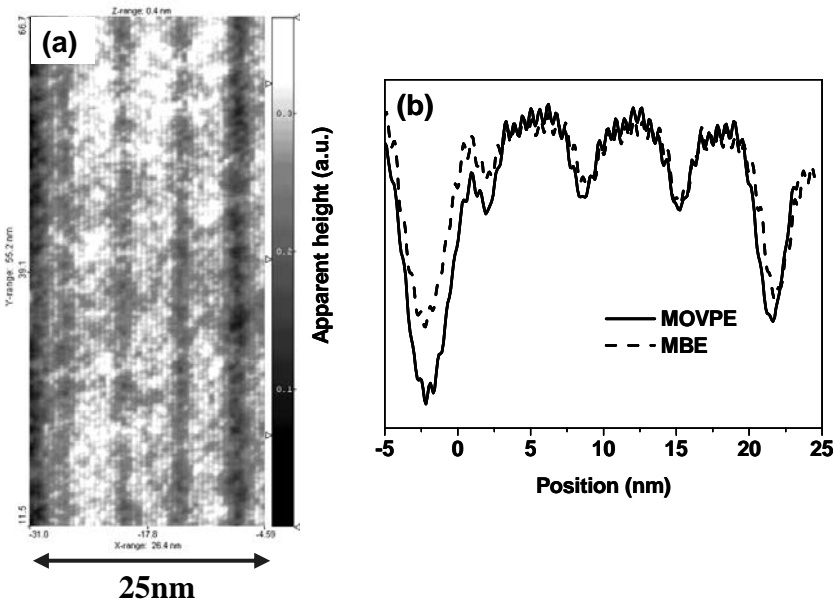 Z-range: 0.4 nm
(a)
66.7
39.1
11.5
Y-range: 55.2 nm
0.3
0.2
0.1
Apparent height (a.u.)
-31.0 -17.8 -4.59
X-range: 26.4 nm
25nm
(b)
MOVPE
MBE
-5 0 5 10 15 20 25
Position (nm)